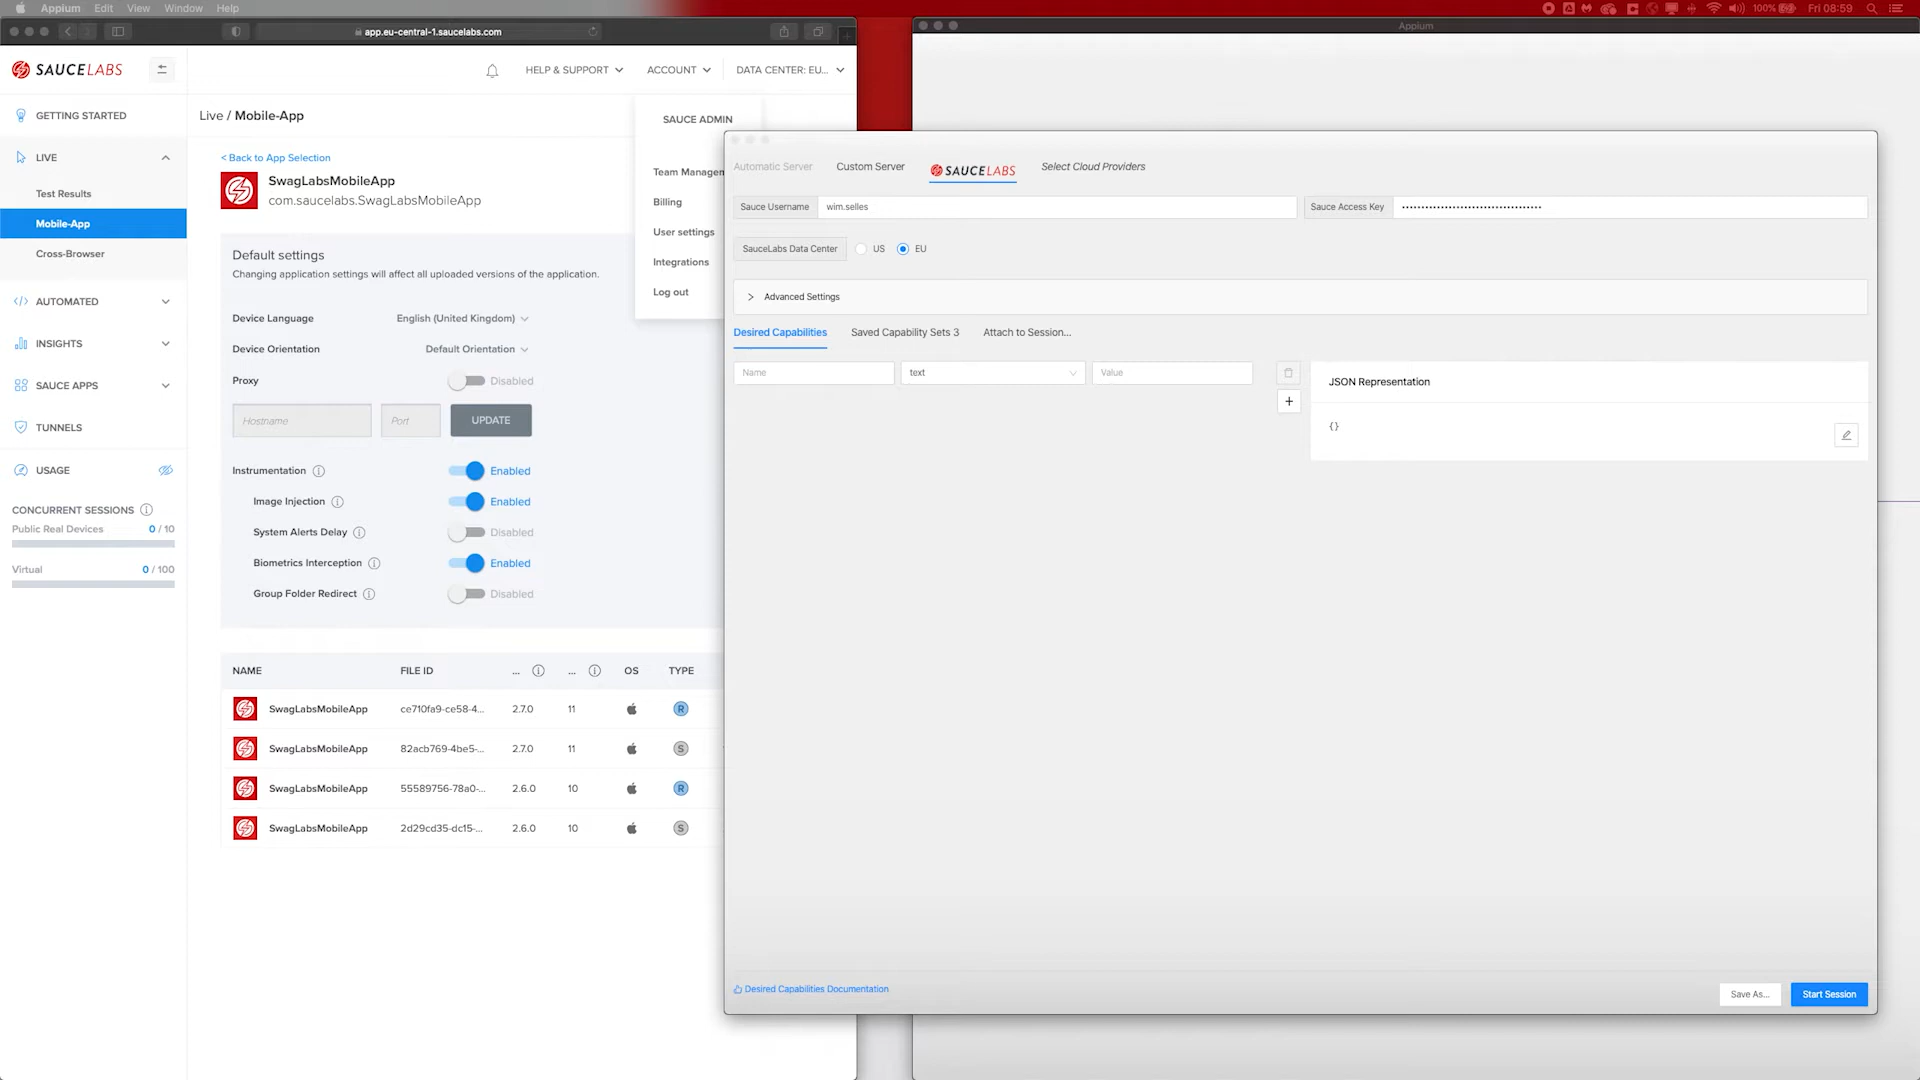 Appium Edit View Window Help
100% Fri 08:59
app.eu-central-1.saucelabs.com
Appium
SAUCELABS
HELP & SUPPORT
ACCOUNT
DATA CENTER: EU...
GETTING STARTED
LIVE
Test Results
Mobile-App
Cross-Browser
AUTOMATED
INSIGHTS
SAUCE APPS
TUNNELS
USAGE
CONCURRENT SESSIONS
Public Real Devices 0 / 10
Virtual 0 / 100
Live / Mobile-App
< Back to App Selection
SwagLabsMobileApp
com.saucelabs.SwagLabsMobileApp
Default settings
Changing application settings will affect all uploaded versions of the application.
Device Language English (United Kingdom)
Device Orientation Default Orientation
Proxy Disabled
Hostname Port UPDATE
Instrumentation Enabled
Image Injection Enabled
System Alerts Delay Disabled
Biometrics Interception Enabled
Group Folder Redirect Disabled
NAME FILE ID ... ... OS TYPE
SwagLabsMobileApp ce710fa9-ce58-4... 2.7.0 11 R
SwagLabsMobileApp 82acb769-4be5-... 2.7.0 11 S
SwagLabsMobileApp 55589756-78a0-... 2.6.0 10 R
SwagLabsMobileApp 2d29cd35-dc15-... 2.6.0 10 S
SAUCE ADMIN
Team Managem
Billing
User settings
Integrations
Log out
Automatic Server Custom Server SAUCELABS Select Cloud Providers
Sauce Username wim.selles Sauce Access Key
SauceLabs Data Center US EU
Advanced Settings
Desired Capabilities Saved Capability Sets 3 Attach to Session...
Name text Value
JSON Representation
{}
Desired Capabilities Documentation
Save As... Start Session